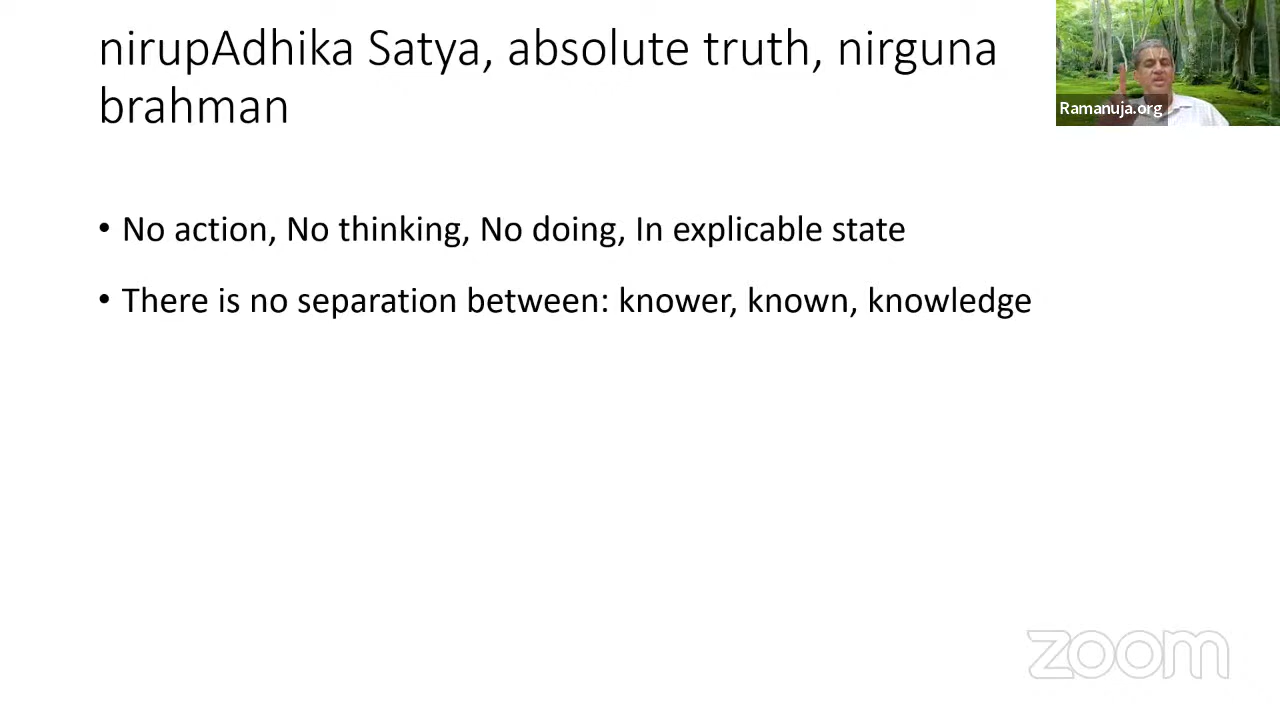 nirupAdhika Satya, absolute truth, nirguna
brahman
Ramanuja.org
• No action, No thinking, No doing, In explicable state
• There is no separation between: knower, known, knowledge
zoom